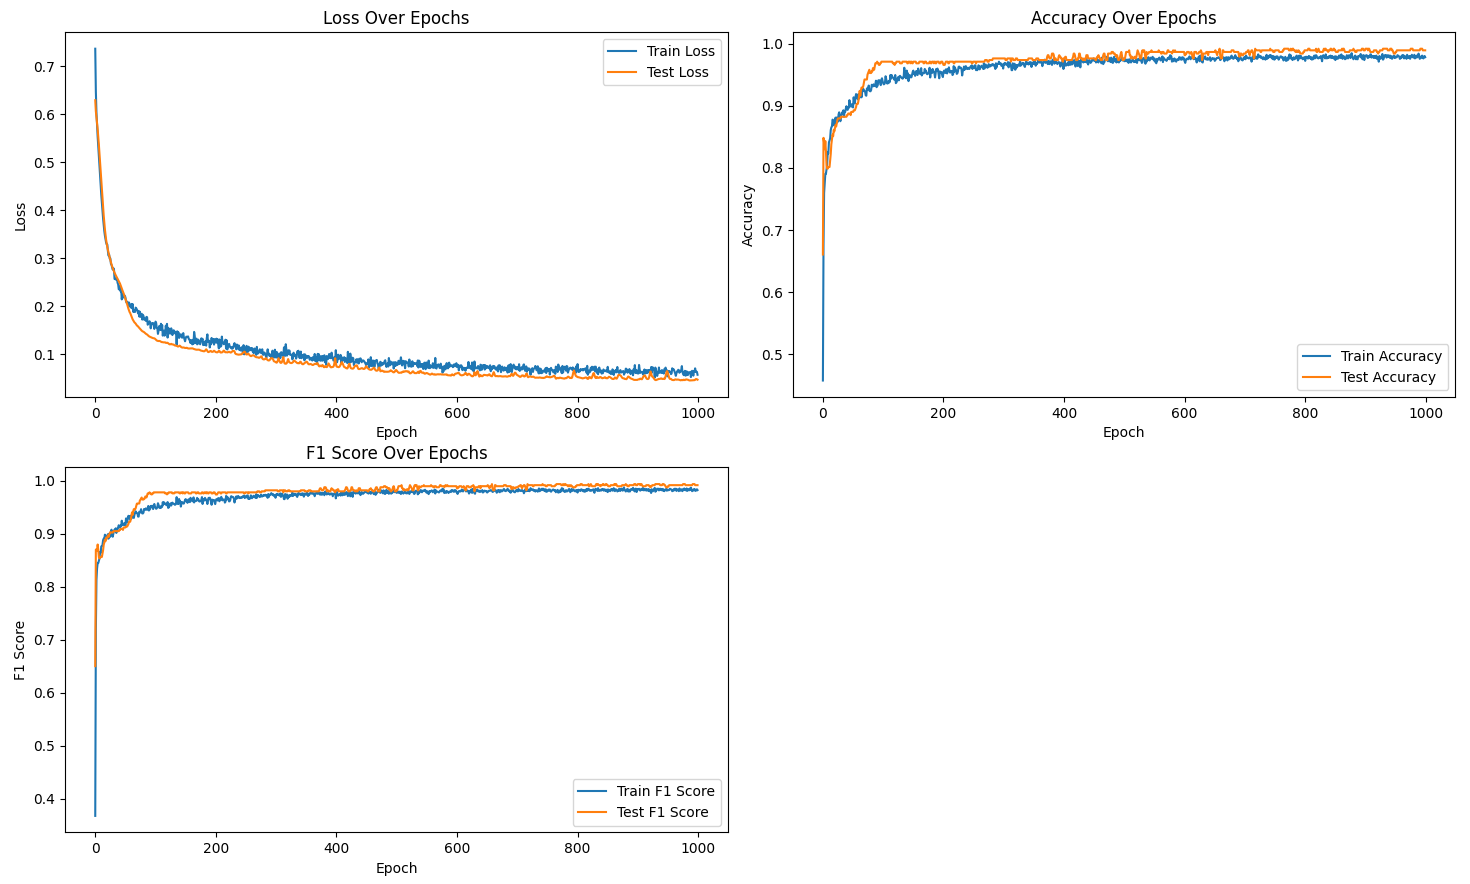 Loss Over Epochs
Train Loss
Test Loss
0.7
0.6
0.5
0.4
0.3
0.2
0.1
Loss
0 200 400 600 800 1000
Epoch
Accuracy Over Epochs
1.0
0.9
0.8
0.7
0.6
0.5
Accuracy
Train Accuracy
Test Accuracy
0 200 400 600 800 1000
Epoch
F1 Score Over Epochs
1.0
0.9
0.8
0.7
0.6
0.5
0.4
F1 Score
Train F1 Score
Test F1 Score
0 200 400 600 800 1000
Epoch